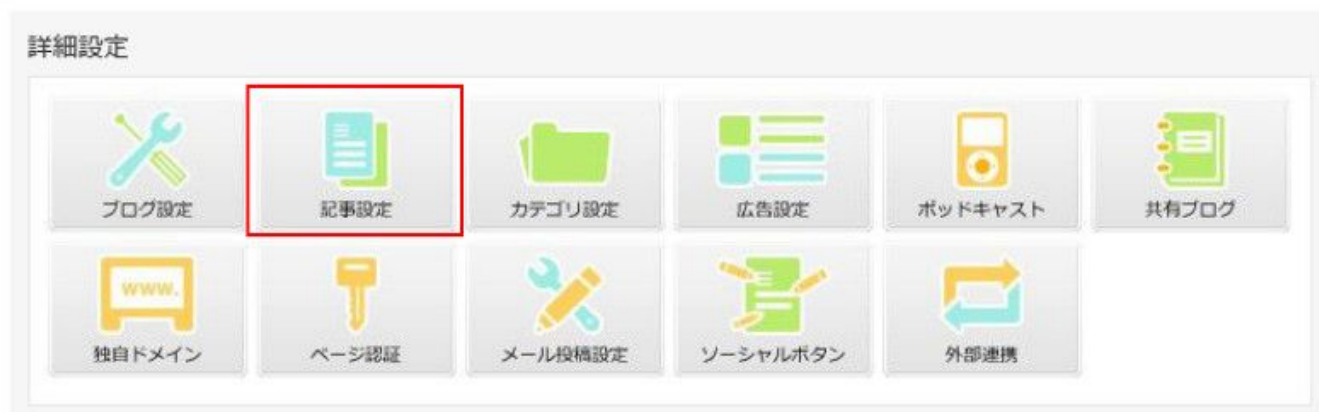 詳細設定
ブログ設定
記事設定
カテゴリ設定
広告設定
ポッドキャスト
共有ブログ
www.
独自ドメイン
ページ認証
メール投稿設定
ソーシャルボタン
外部連携